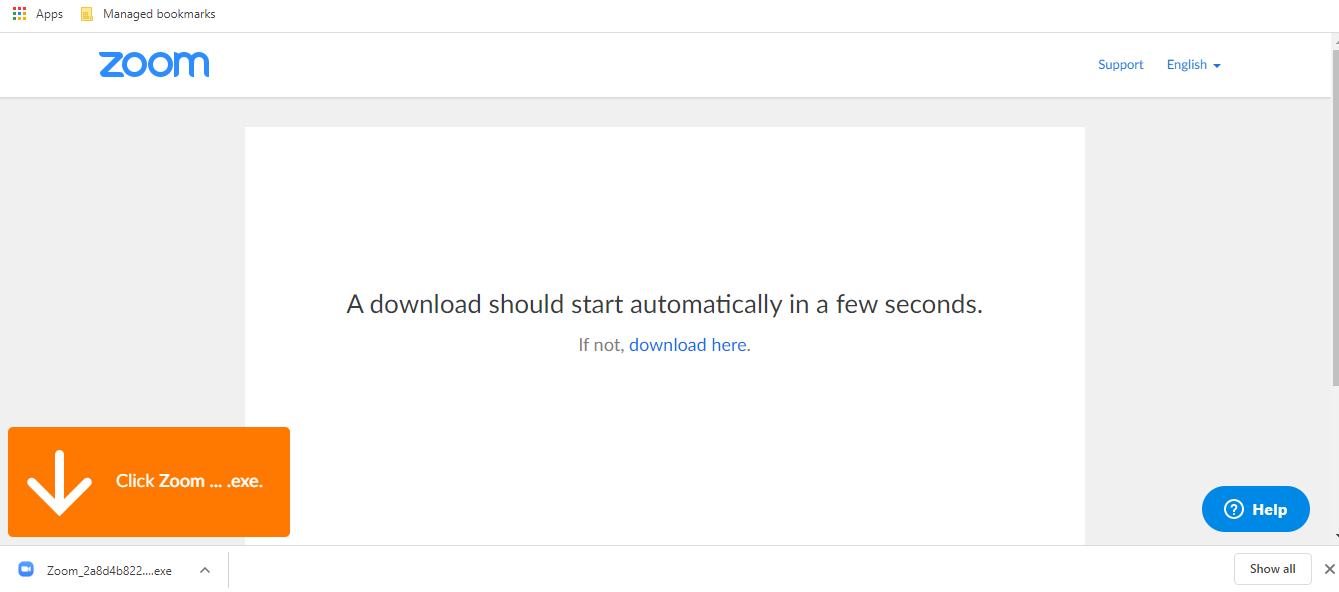 Apps Managed bookmarks
zoom Support English
A download should start automatically in a few seconds.
If not, download here.
Click Zoom ... .exe.
? Help
Zoom_2a8d4b822....exe Show all